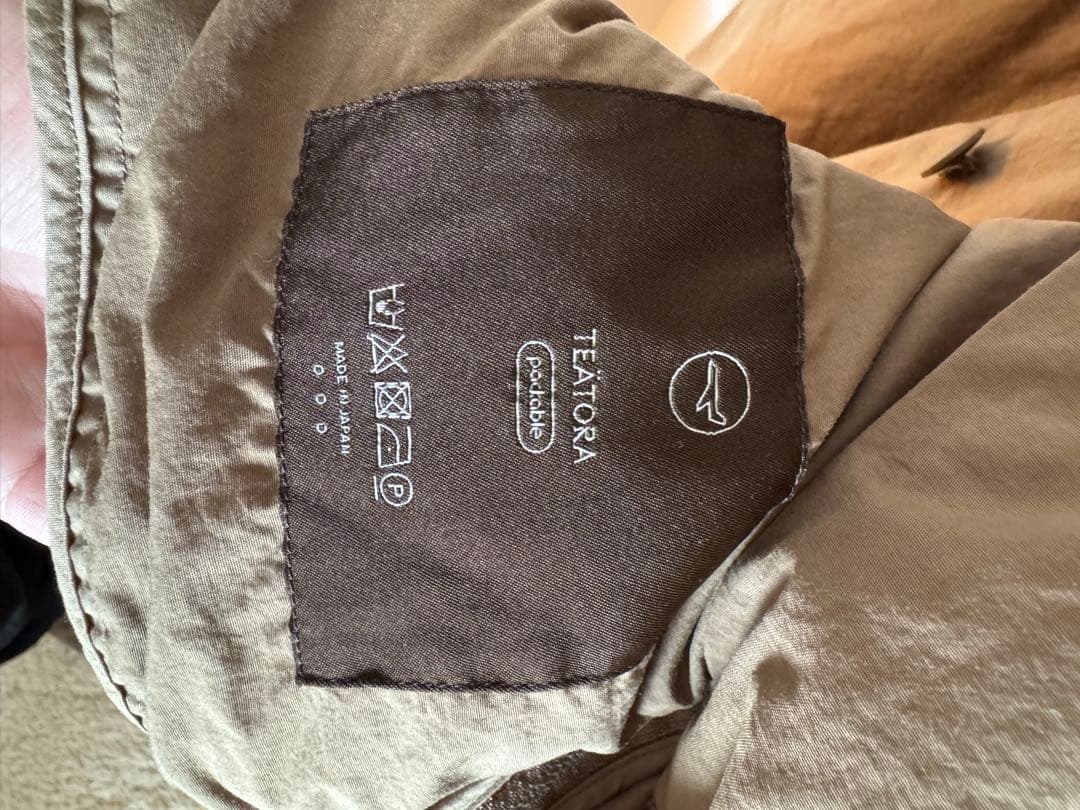 TEÄTORA
packable
P
MADE IN JAPAN